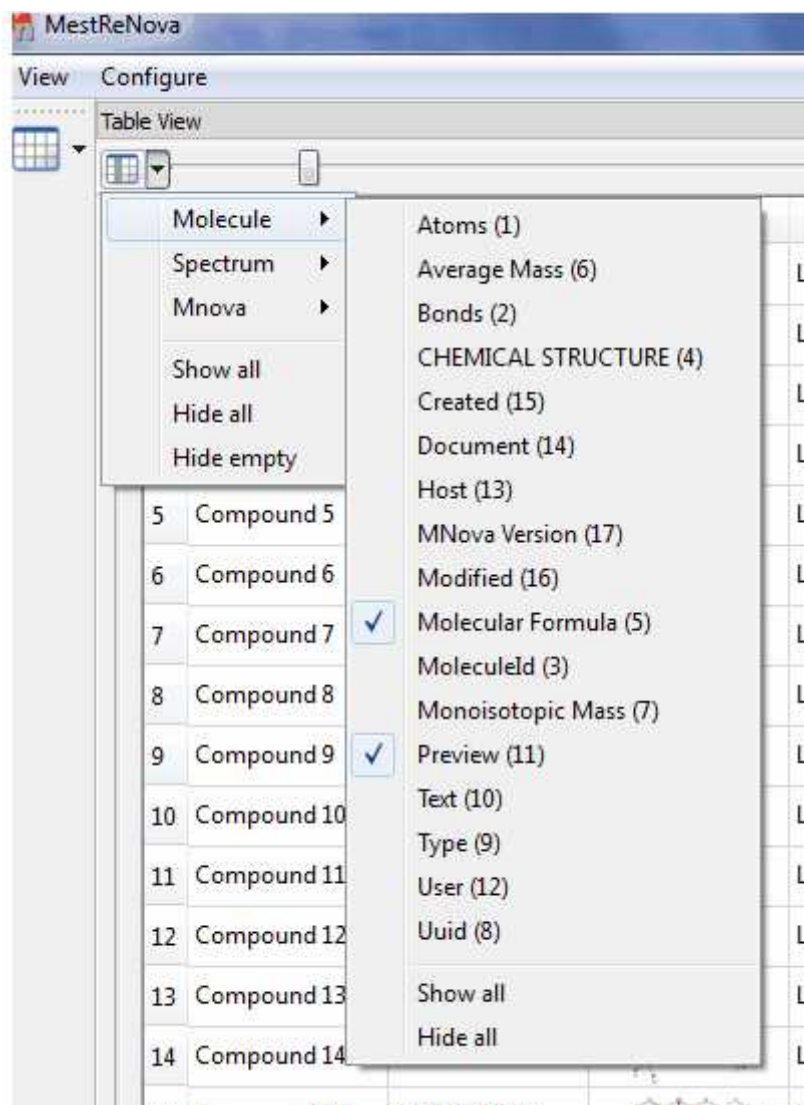 MestReNova
View Configure
Table View
Molecule
Spectrum
Mnova
Show all
Hide all
Hide empty
Atoms (1)
Average Mass (6)
Bonds (2)
CHEMICAL STRUCTURE (4)
Created (15)
Document (14)
Host (13)
MNova Version (17)
Modified (16)
Molecular Formula (5)
MoleculeId (3)
Monoisotopic Mass (7)
Preview (11)
Text (10)
Type (9)
User (12)
Uuid (8)
Show all
Hide all
5 Compound 5
6 Compound 6
7 Compound 7
8 Compound 8
9 Compound 9
10 Compound 10
11 Compound 11
12 Compound 12
13 Compound 13
14 Compound 14